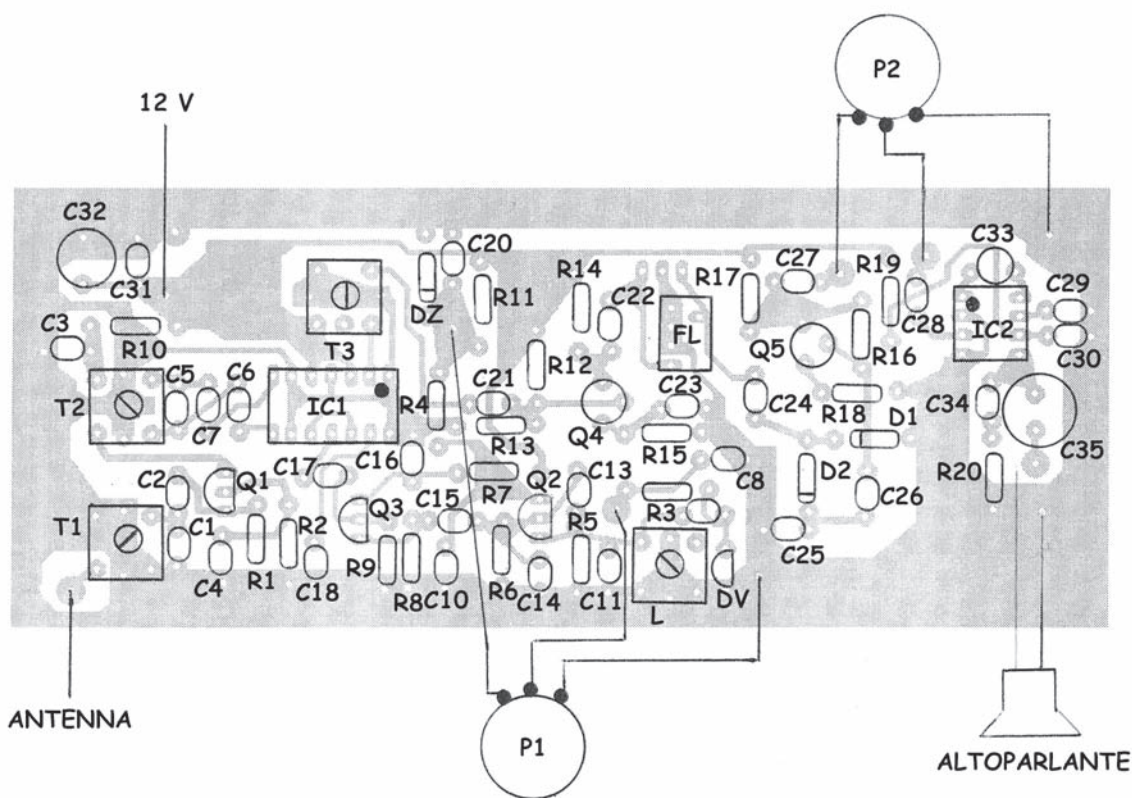 P2
12 V
C32
C31
C20
C27
C33
C3
R10
T3
DZ
R11
R14
C22
FL
R17
R19
C28
IC2
C29
C30
T2
C5
C6
C7
IC1
R4
C21
R12
R13
Q4
C23
Q5
R16
C24
R18
D1
C34
C35
C2
Q1
C17
C16
R7
Q2
C13
R15
C8
D2
C26
R20
T1
C1
C4
R1
R2
C18
Q3
R9
R8
C15
C10
R6
C14
R5
C11
R3
L
DV
C25
ANTENNA
P1
ALTOPARLANTE